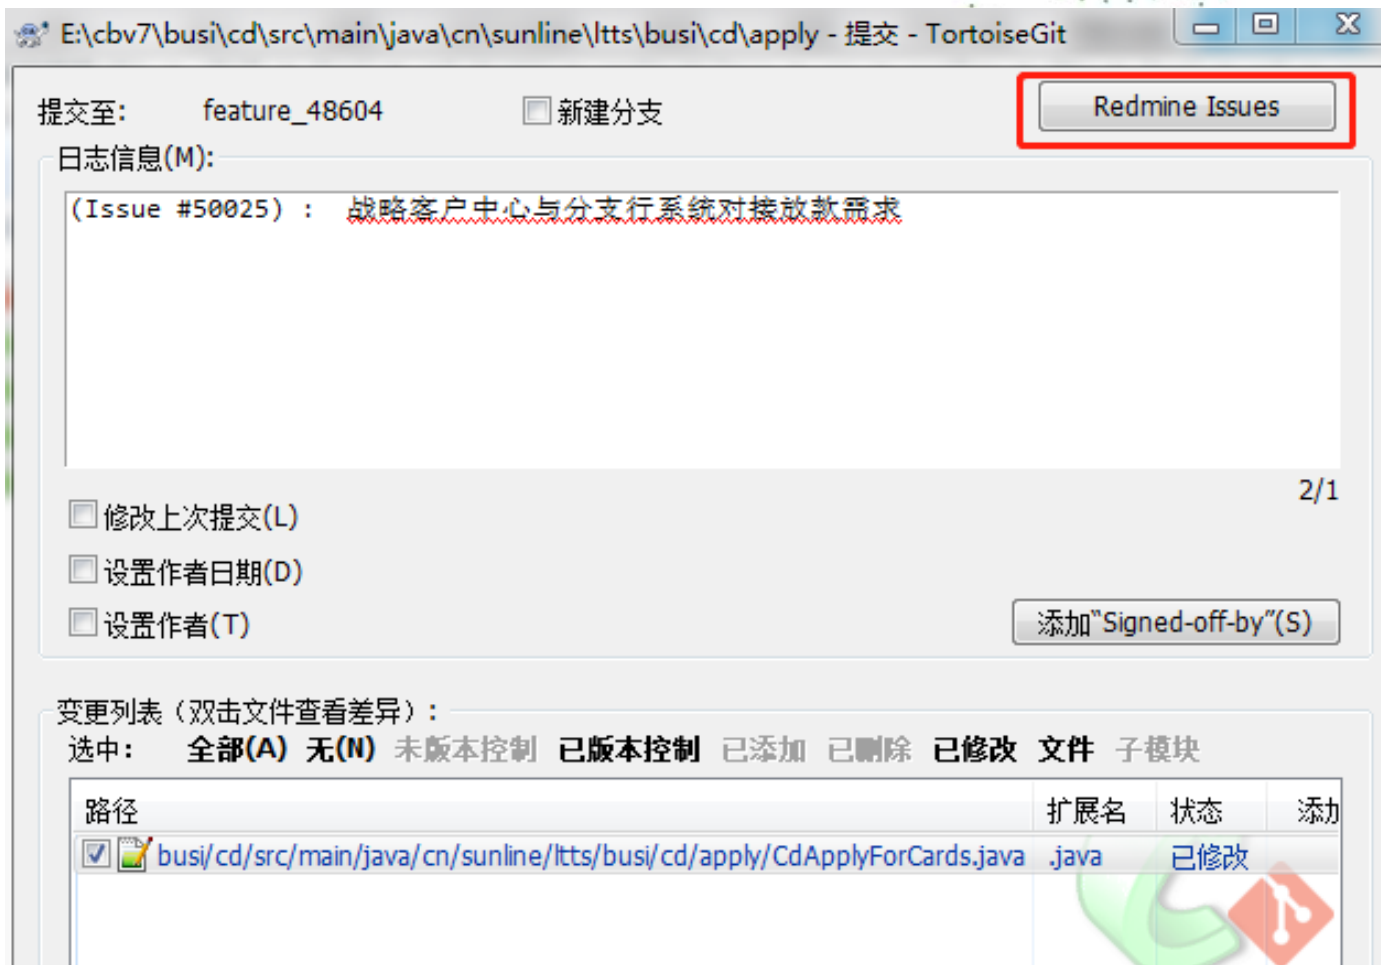 E:\cbv7\busi\cd\src\main\java\cn\sunline\ltts\busi\cd\apply - 提交 - TortoiseGit
提交至: feature_48604 新建分支 Redmine Issues
日志信息(M):
(Issue #50025) : 战略客户中心与分支行系统对接放款需求
2/1
修改上次提交(L)
设置作者日期(D)
设置作者(T) 添加"Signed-off-by"(S)
变更列表（双击文件查看差异）:
选中: 全部(A) 无(N) 未版本控制 已版本控制 已添加 已删除 已修改 文件 子模块
路径 扩展名 状态 添加
busi/cd/src/main/java/cn/sunline/ltts/busi/cd/apply/CdApplyForCards.java .java 已修改